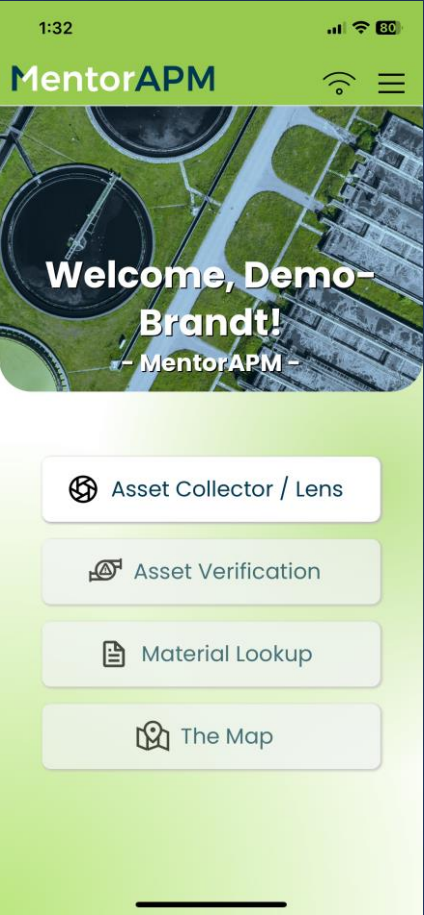 1:32
80
MentorAPM
Welcome, Demo-
Brandt!
- MentorAPM -
Asset Collector / Lens
Asset Verification
Material Lookup
The Map